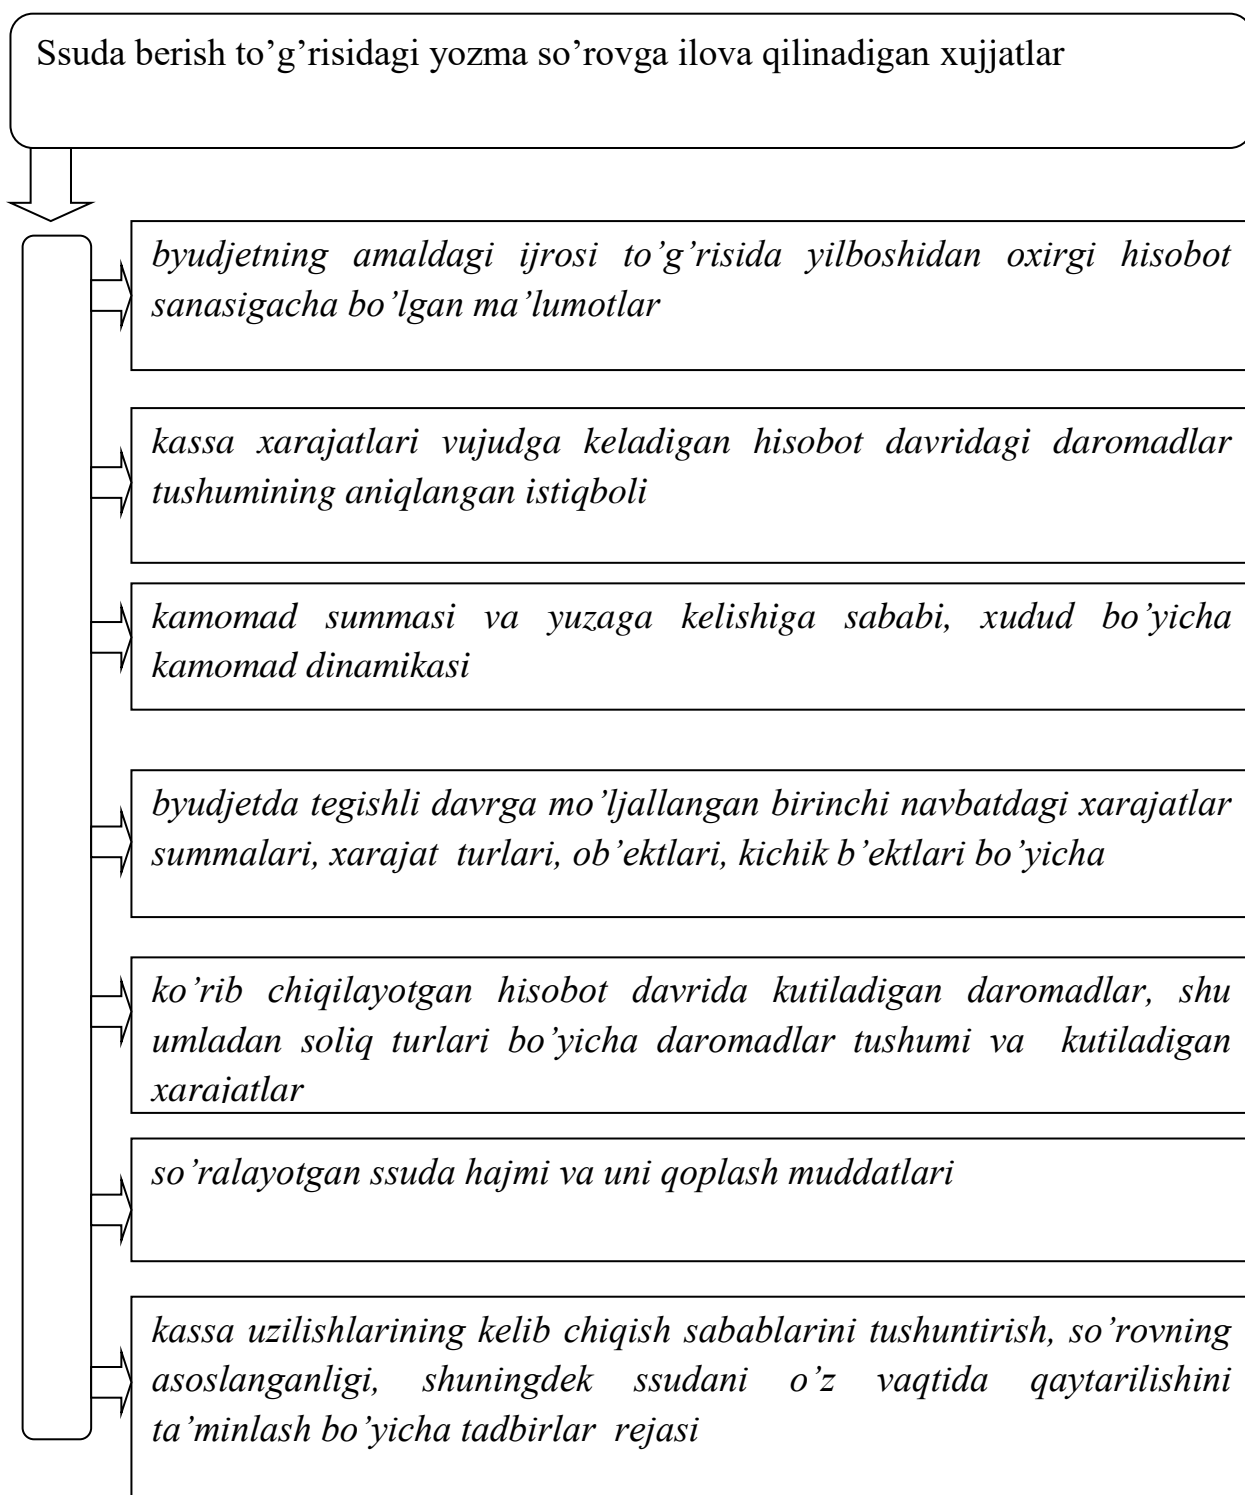 Ssuda berish to’g’risidagi yozma so’rovga ilova qilinadigan xujjatlar
byudjetning amaldagi ijrosi to’g’risida yilboshidan oxirgi hisobot
sanasigacha bo’lgan ma’lumotlar
kassa xarajatlari vujudga keladigan hisobot davridagi daromadlar
tushumining aniqlangan istiqboli
kamomad summasi va yuzaga kelishiga sababi, xudud bo’yicha
kamomad dinamikasi
byudjetda tegishli davrga mo’ljallangan birinchi navbatdagi xarajatlar
summalari, xarajat turlari, ob’ektlari, kichik b’ektlari bo’yicha
ko’rib chiqilayotgan hisobot davrida kutiladigan daromadlar, shu
umladan soliq turlari bo’yicha daromadlar tushumi va kutiladigan
xarajatlar
so’ralayotgan ssuda hajmi va uni qoplash muddatlari
kassa uzilishlarining kelib chiqish sabablarini tushuntirish, so’rovning
asoslanganligi, shuningdek ssudani o’z vaqtida qaytarilishini
ta’minlash bo’yicha tadbirlar rejasi